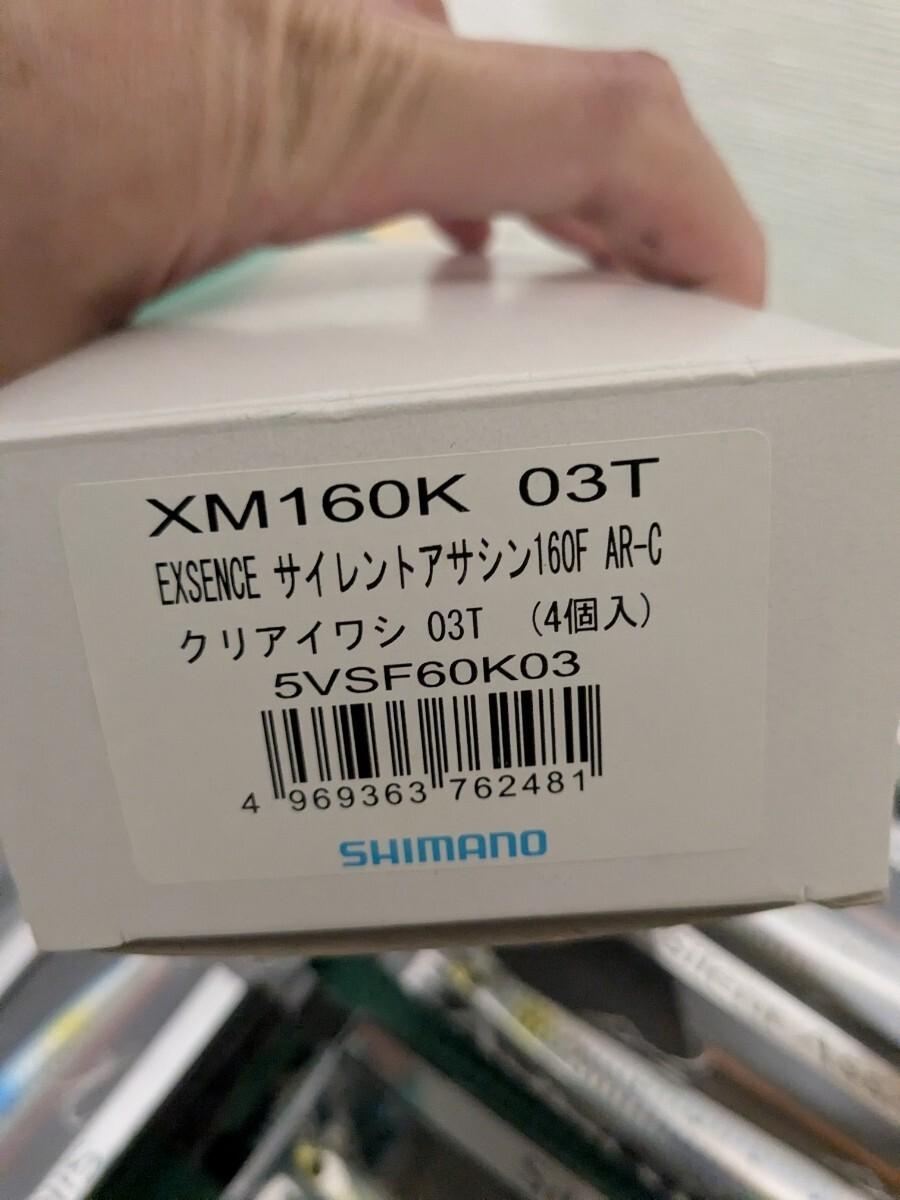 XM160K 03T
EXSENCE サイレントアサシン160F AR-C
クリアイワシ 03T (4個入)
5VSF60K03
4 969363 762481
SHIMANO